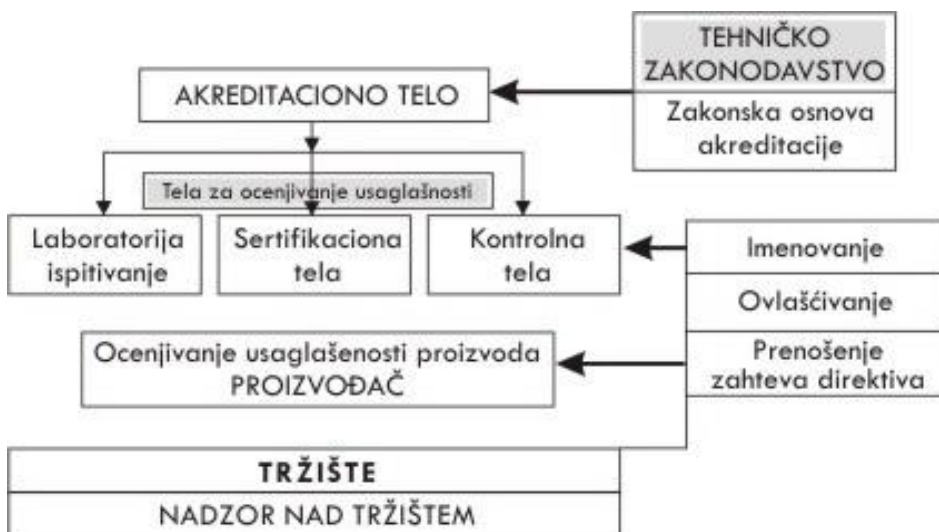 TEHNIČKO
ZAKONODAVSTVO
AKREDITACIONO TELO
Zakonska osnova
akreditacije
Tela za ocenjivanje usaglašnosti
Laboratorija
ispitivanje
Sertifikaciona
tela
Kontrolna
tela
Imenovanje
Ovlašćivanje
Prenošenje
zahteva direktiva
Ocenjivanje usaglašenosti proizvoda
PROIZVOĐAČ
TRŽIŠTE
NADZOR NAD TRŽIŠTEM